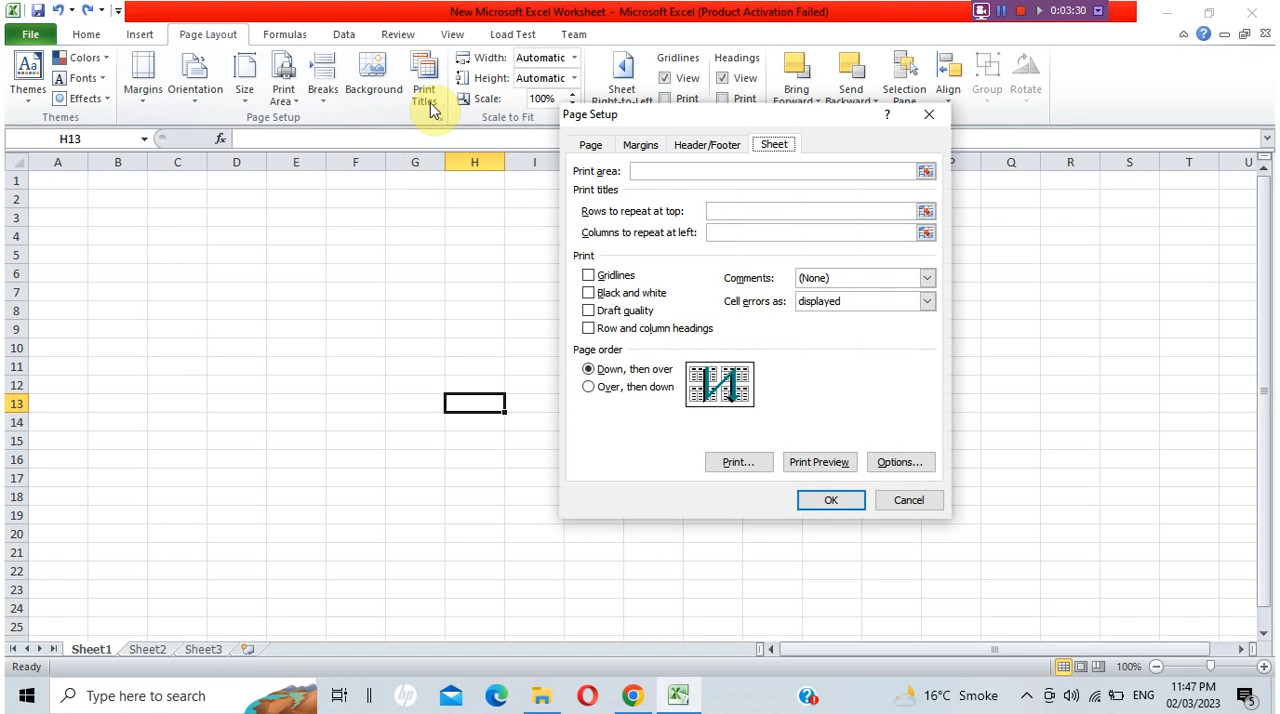 New Microsoft Excel Worksheet - Microsoft Excel (Product Activation Failed)
0:03:30
File Home Insert Page Layout Formulas Data Review View Load Test Team
Themes
Colors
Fonts
Effects
Themes
Margins
Orientation
Size
Print
Area
Breaks
Background
Print
Titles
Page Setup
Width: Automatic
Height: Automatic
Scale: 100%
Scale to Fit
Sheet
Right-to-Left
Gridlines
View
Print
Headings
View
Print
Bring
Forward
Send
Backward
Selection
Pane
Align
Group
Rotate
H13
fx
A B C D E F G H I P Q R S T U
1
2
3
4
5
6
7
8
9
10
11
12
13
14
15
16
17
18
19
20
21
22
23
24
25
Page Setup
?
Page Margins Header/Footer Sheet
Print area:
Print titles
Rows to repeat at top:
Columns to repeat at left:
Print
Gridlines
Black and white
Draft quality
Row and column headings
Comments: (None)
Cell errors as: displayed
Page order
Down, then over
Over, then down
Print... Print Preview Options...
OK Cancel
Sheet1 Sheet2 Sheet3
Ready
100%
Type here to search
16°C Smoke
ENG
11:47 PM
02/03/2023
5